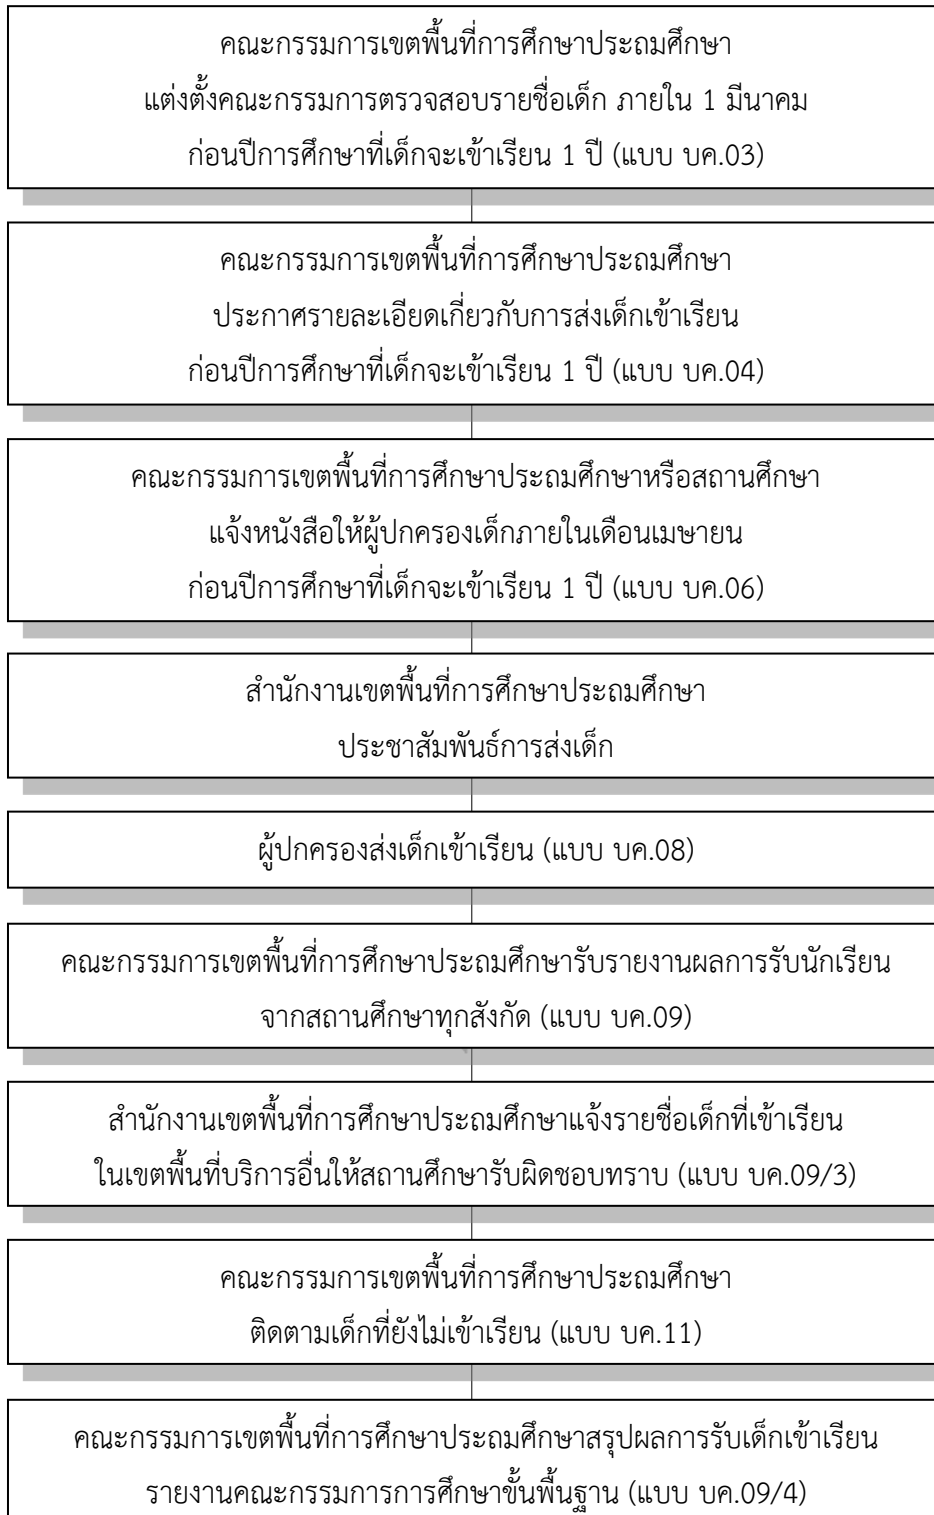 คณะกรรมการเขตพื้นที่การศึกษาประถมศึกษา
แต่งตั้งคณะกรรมการตรวจสอบรายชื่อเด็ก ภายใน 1 มีนาคม
ก่อนปีการศึกษาที่เด็กจะเข้าเรียน 1 ปี (แบบ บค.03)
คณะกรรมการเขตพื้นที่การศึกษาประถมศึกษา
ประกาศรายละเอียดเกี่ยวกับการส่งเด็กเข้าเรียน
ก่อนปีการศึกษาที่เด็กจะเข้าเรียน 1 ปี (แบบ บค.04)
คณะกรรมการเขตพื้นที่การศึกษาประถมศึกษาหรือสถานศึกษา
แจ้งหนังสือให้ผู้ปกครองเด็กภายในเดือนเมษายน
ก่อนปีการศึกษาที่เด็กจะเข้าเรียน 1 ปี (แบบ บค.06)
สำนักงานเขตพื้นที่การศึกษาประถมศึกษา
ประชาสัมพันธ์การส่งเด็ก
ผู้ปกครองส่งเด็กเข้าเรียน (แบบ บค.08)
คณะกรรมการเขตพื้นที่การศึกษาประถมศึกษารับรายงานผลการรับนักเรียน
จากสถานศึกษาทุกสังกัด (แบบ บค.09)
สำนักงานเขตพื้นที่การศึกษาประถมศึกษาแจ้งรายชื่อเด็กที่เข้าเรียน
ในเขตพื้นที่บริการอื่นให้สถานศึกษารับผิดชอบทราบ (แบบ บค.09/3)
คณะกรรมการเขตพื้นที่การศึกษาประถมศึกษา
ติดตามเด็กที่ยังไม่เข้าเรียน (แบบ บค.11)
คณะกรรมการเขตพื้นที่การศึกษาประถมศึกษาสรุปผลการรับเด็กเข้าเรียน
รายงานคณะกรรมการการศึกษาขั้นพื้นฐาน (แบบ บค.09/4)